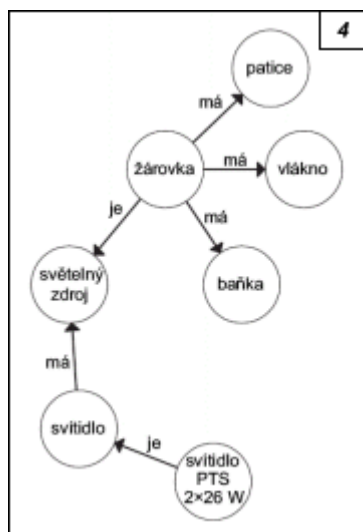 4
patice
má
žárovka
má
vlákno
je
má
světelný
zdroj
baňka
má
svítidlo
je
svítidlo
PTS
2×26 W